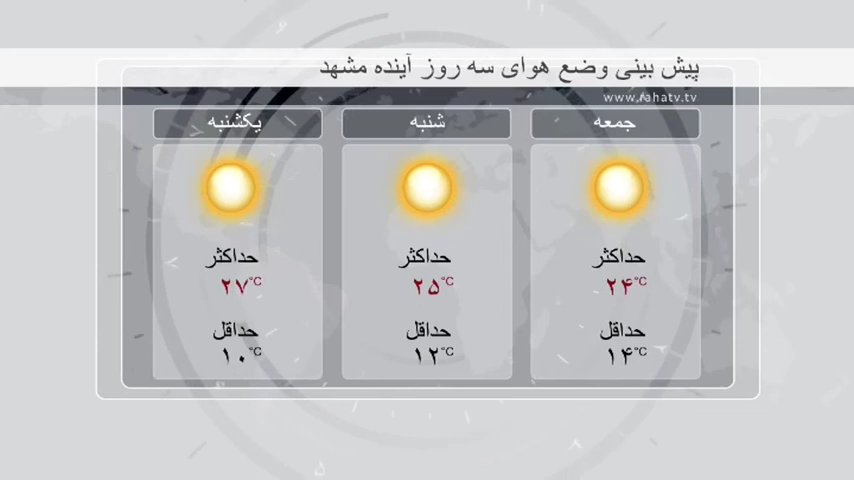 پیش بینی وضع هوای سه روز آینده مشهد
www.rahatv.tv
جمعه
شنبه
یکشنبه
حداکثر
۲۴°C
حداقل
۱۴°C
حداکثر
۲۵°C
حداقل
۱۲°C
حداکثر
۲۷°C
حداقل
۱۰°C